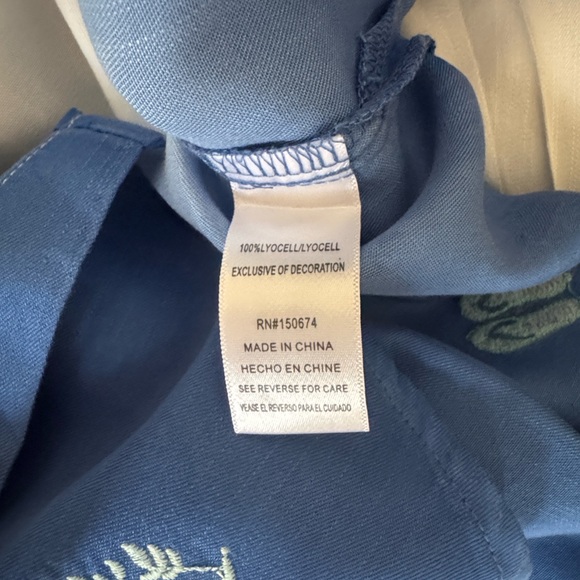 100%LYOCELL/LYOCELL
EXCLUSIVE OF DECORATION
RN#150674
MADE IN CHINA
HECHO EN CHINE
SEE REVERSE FOR CARE
YEASE EL REVERSO PARA EL CUIDADO